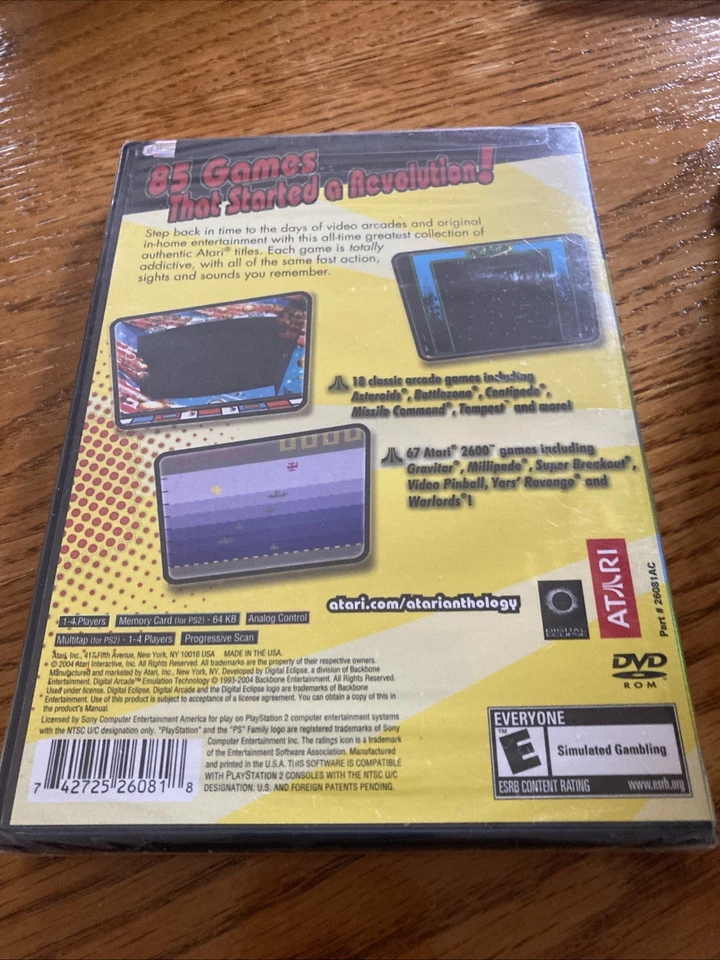 85 Games
That Started a Revolution!
Step back in time to the days of video arcades and original
in-home entertainment with this all-time greatest collection of
authentic Atari® titles. Each game is totally
addictive, with all of the same fast action,
sights and sounds you remember.
18 classic arcade games including
Asteroids®, Battlezone®, Centipede®,
Missile Command®, Tempest® and more!
0000
67 Atari® 2600™ games including
Gravitar®, Millipede®, Super Breakout®,
Video Pinball, Yars' Revenge® and
Warlords®!
atari.com/atarianthology
DIGITAL
ECLIPSE
ATARI
Part # 26081AC
1-4 Players Memory Card (for PS2) - 64 KB Analog Control
Multitap (for PS2) - 1-4 Players Progressive Scan
Atari, Inc., 417 Fifth Avenue, New York, NY 10018 USA MADE IN THE USA.
© 2004 Atari Interactive, Inc. All Rights Reserved. All trademarks are the property of their respective owners.
Manufactured and marketed by Atari, Inc., New York, NY. Developed by Digital Eclipse, a division of Backbone
Entertainment. Digital Arcade™ Emulation Technology © 1993-2004 Backbone Entertainment. All Rights Reserved.
Used under license. Digital Eclipse, Digital Arcade and the Digital Eclipse logo are trademarks of Backbone
Entertainment. Use of this product is subject to acceptance of a license agreement. You can obtain a copy of this in
the product's Manual.
Licensed by Sony Computer Entertainment America for play on PlayStation 2 computer entertainment systems
with the NTSC U/C designation only. "PlayStation" and the "PS" Family logo are registered trademarks of Sony
Computer Entertainment Inc. The ratings icon is a trademark
of the Entertainment Software Association. Manufactured
and printed in the U.S.A. THIS SOFTWARE IS COMPATIBLE
WITH PLAYSTATION 2 CONSOLES WITH THE NTSC U/C
DESIGNATION. U.S. AND FOREIGN PATENTS PENDING.
7 42725 26081 8
DVD
ROM
EVERYONE
E™
Simulated Gambling
ESRB CONTENT RATING www.esrb.org